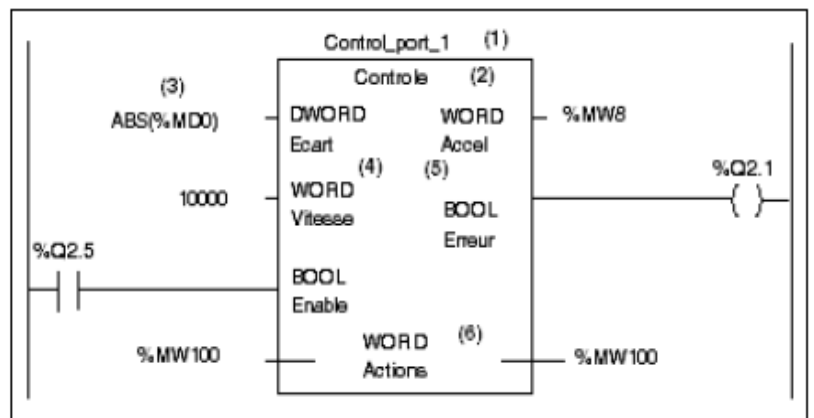 Control_port_1 (1)
Controle (2)
(3)
ABS(%MD0)
DWORD WORD %MW8
Ecart Accel
(4) (5)
%Q2.1
10000
WORD
Vitesse
BOOL
Erreur
%Q2.5
BOOL
Enable
%MW100
WORD (6)
%MW100
Actions